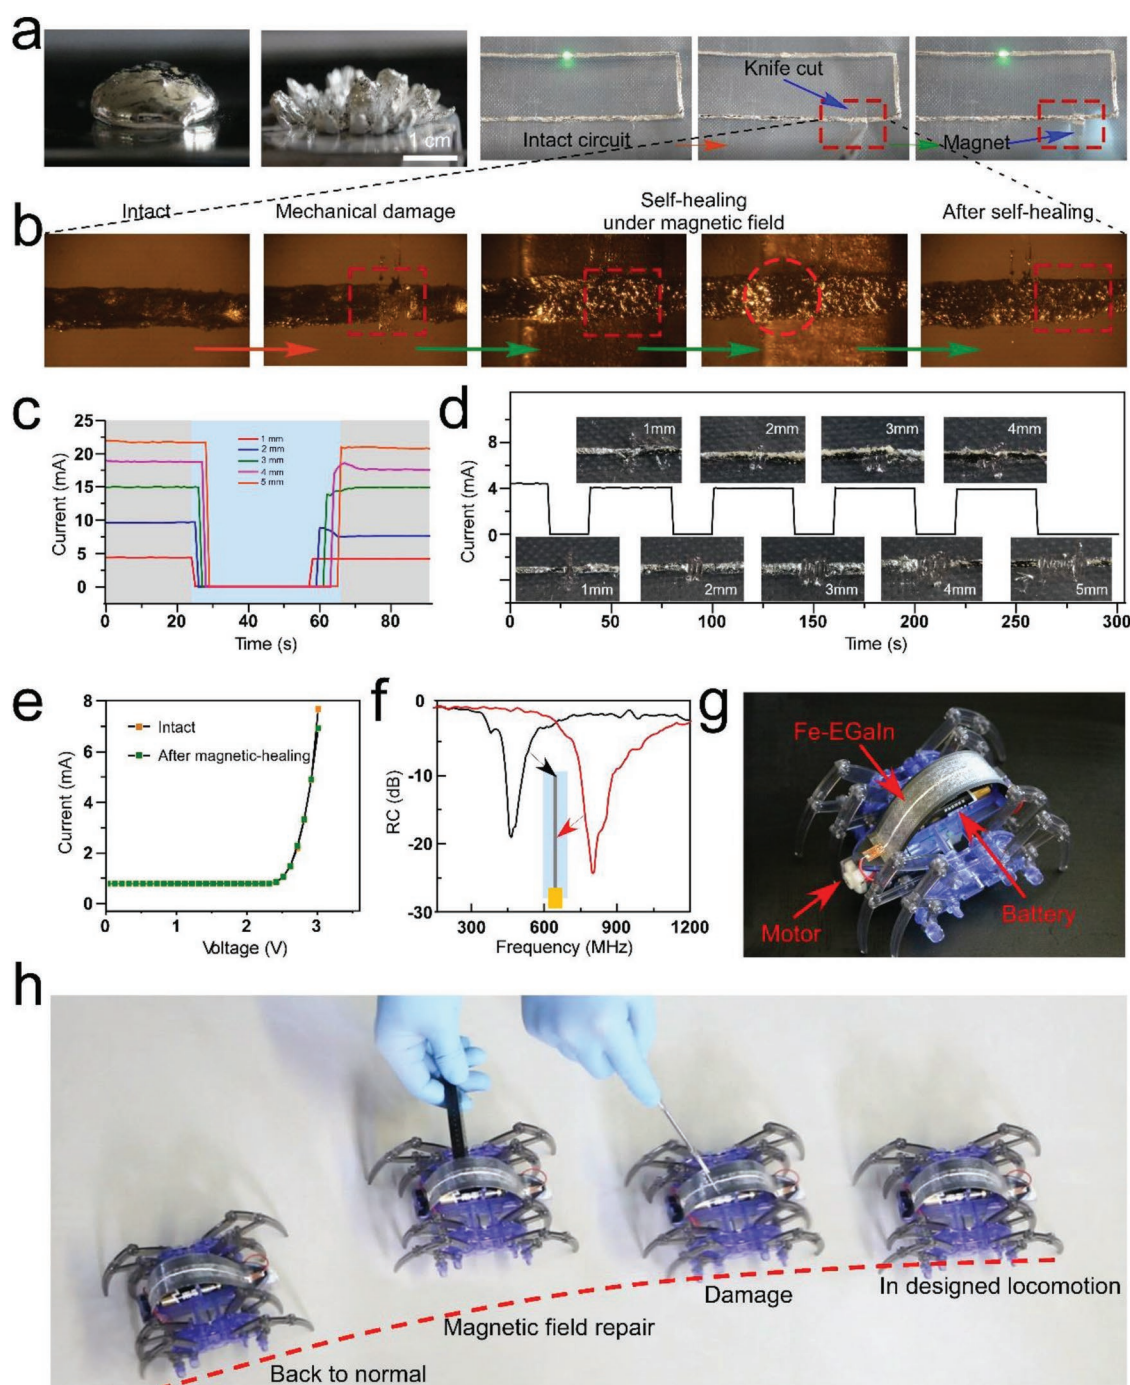 a
1 cm
Intact circuit
Knife cut
Magnet
b
Intact
Mechanical damage
Self-healing
under magnetic field
After self-healing
c
25
20
15
10
5
0
Current (mA)
1 mm
2 mm
3 mm
4 mm
5 mm
0 20 40 60 80
Time (s)
d
8
4
0
Current (mA)
1mm
2mm
3mm
4mm
1mm
2mm
3mm
4mm
5mm
0 50 100 150 200 250 300
Time (s)
e
8
6
4
2
0
Current (mA)
Intact
After magnetic-healing
0 1 2 3
Voltage (V)
f
0
-10
-20
-30
RC (dB)
300 600 900 1200
Frequency (MHz)
g
Fe-EGaIn
Motor
Battery
h
In designed locomotion
Damage
Magnetic field repair
Back to normal